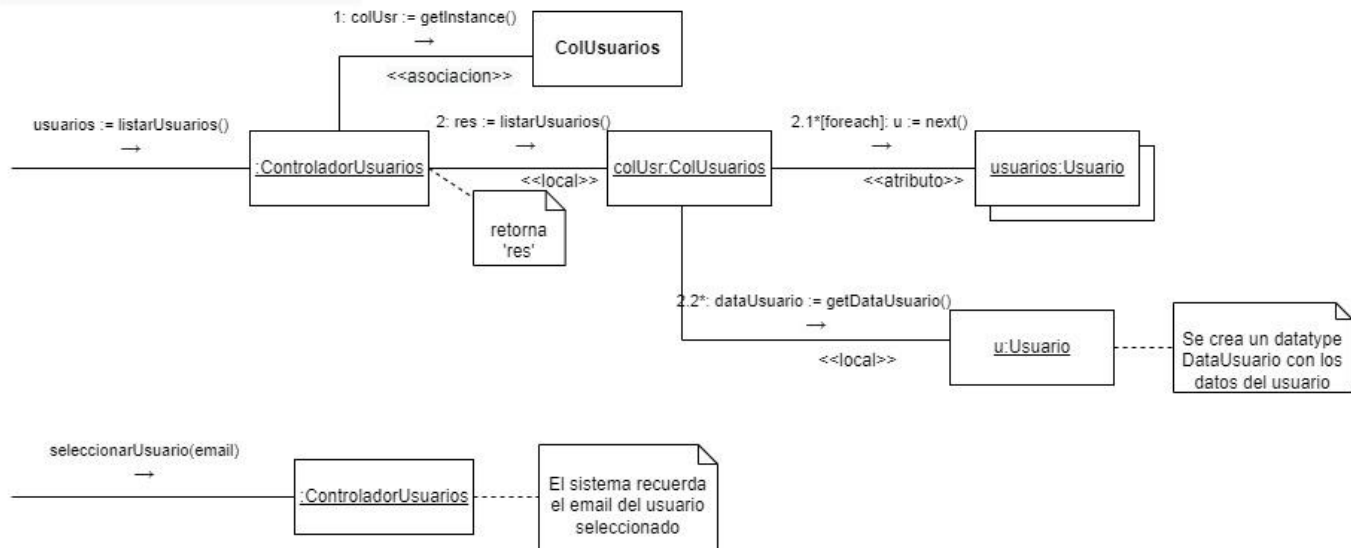 1: colUsr := getInstance()
→
ColUsuarios
<<asociacion>>
usuarios := listarUsuarios()
→
:ControladorUsuarios
2: res := listarUsuarios()
→
<<local>>
colUsr:ColUsuarios
2.1*[foreach]: u := next()
→
<<atributo>>
usuarios:Usuario
retorna
'res'
2.2*: dataUsuario := getDataUsuario()
→
<<local>>
u:Usuario
Se crea un datatype
DataUsuario con los
datos del usuario
seleccionarUsuario(email)
→
:ControladorUsuarios
El sistema recuerda
el email del usuario
seleccionado